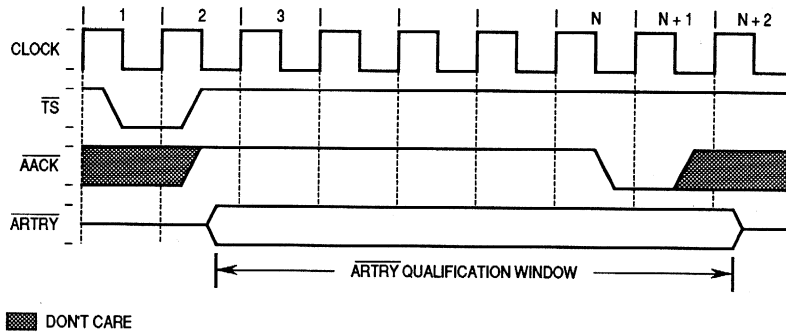 1 2 3 N N + 1 N + 2
CLOCK
TS
AACK
ARTRY
ARTRY QUALIFICATION WINDOW
DON'T CARE